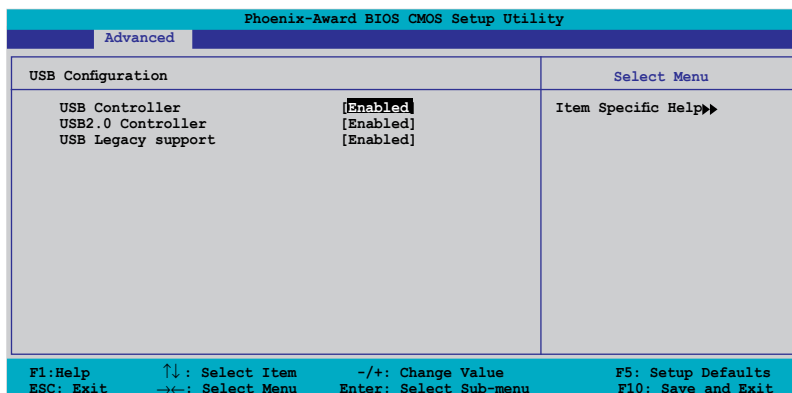 Phoenix-Award BIOS CMOS Setup Utility
Advanced
USB Configuration
Select Menu
USB Controller [Enabled]
Item Specific Help▸▸
USB2.0 Controller [Enabled]
USB Legacy support [Enabled]
F1:Help ↑↓: Select Item -/+: Change Value F5: Setup Defaults
ESC: Exit →←: Select Menu Enter: Select Sub-menu F10: Save and Exit